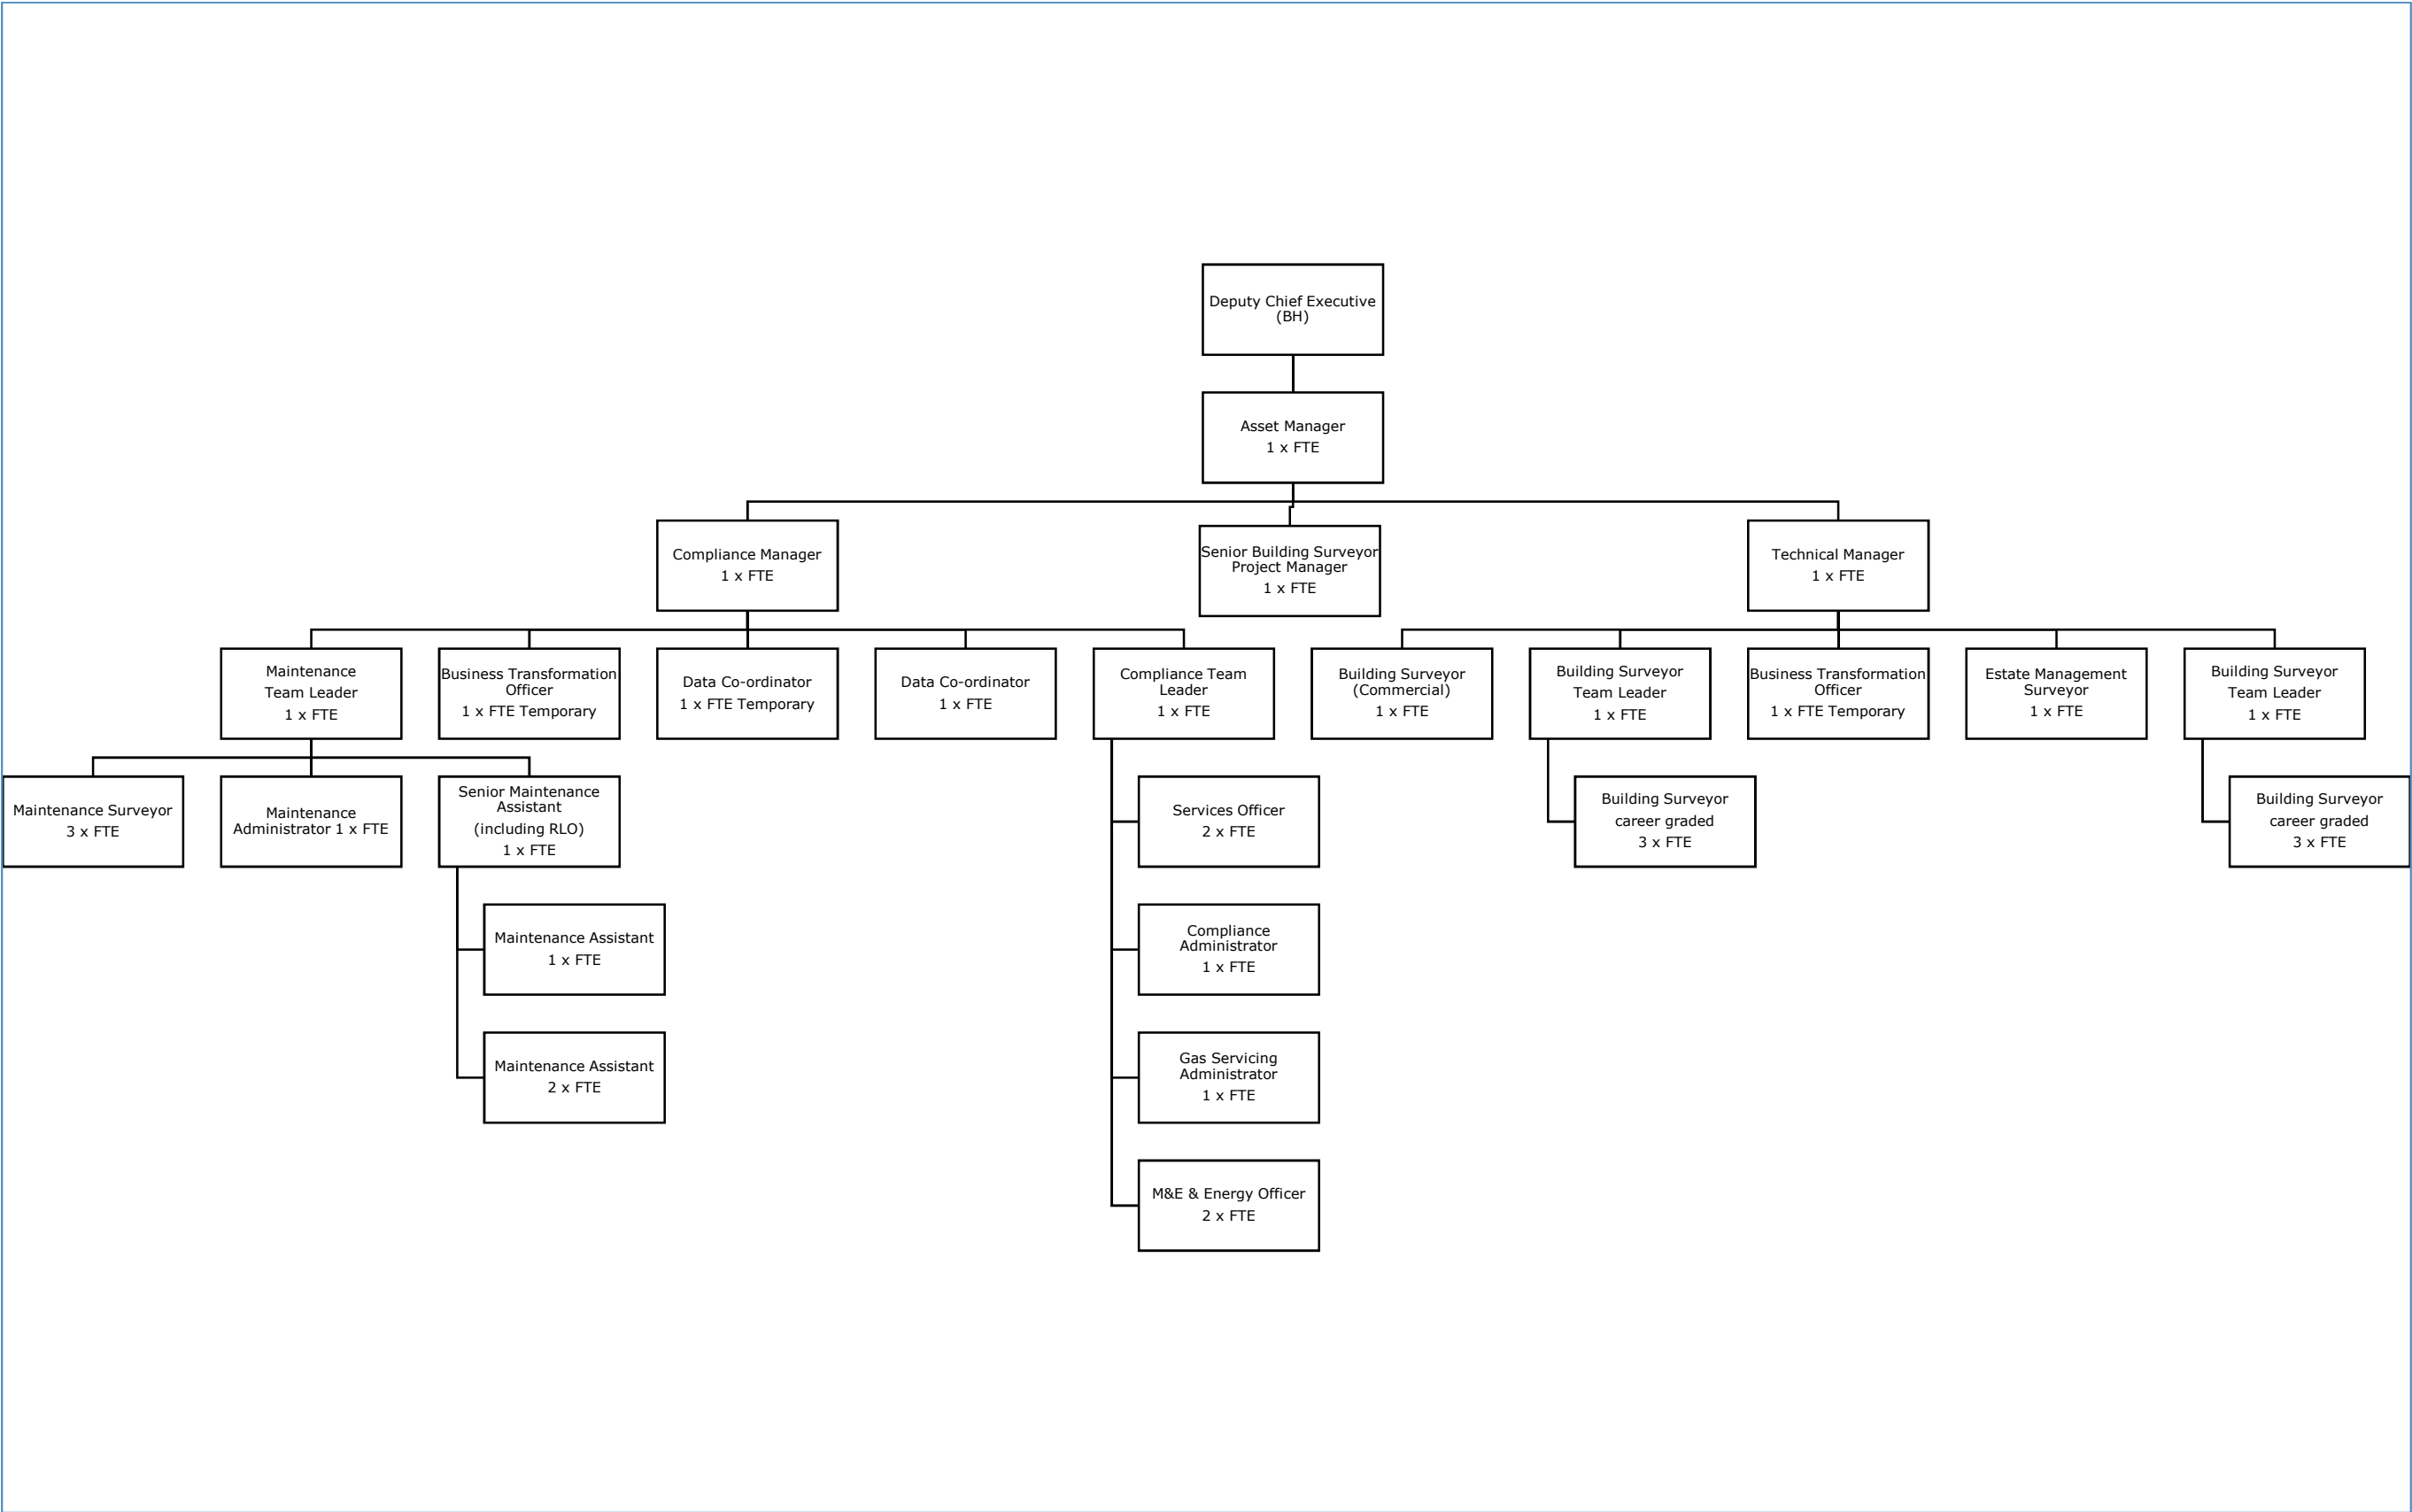 Deputy Chief Executive
(BH)
Asset Manager
1 x FTE
Compliance Manager
1 x FTE
Senior Building Surveyor
Project Manager
1 x FTE
Technical Manager
1 x FTE
Maintenance
Team Leader
1 x FTE
Business Transformation
Officer
1 x FTE Temporary
Data Co-ordinator
1 x FTE Temporary
Data Co-ordinator
1 x FTE
Compliance Team
Leader
1 x FTE
Building Surveyor
(Commercial)
1 x FTE
Building Surveyor
Team Leader
1 x FTE
Business Transformation
Officer
1 x FTE Temporary
Estate Management
Surveyor
1 x FTE
Building Surveyor
Team Leader
1 x FTE
Maintenance Surveyor
3 x FTE
Maintenance
Administrator 1 x FTE
Senior Maintenance
Assistant
(including RLO)
1 x FTE
Services Officer
2 x FTE
Building Surveyor
career graded
3 x FTE
Building Surveyor
career graded
3 x FTE
Maintenance Assistant
1 x FTE
Compliance
Administrator
1 x FTE
Maintenance Assistant
2 x FTE
Gas Servicing
Administrator
1 x FTE
M&E & Energy Officer
2 x FTE